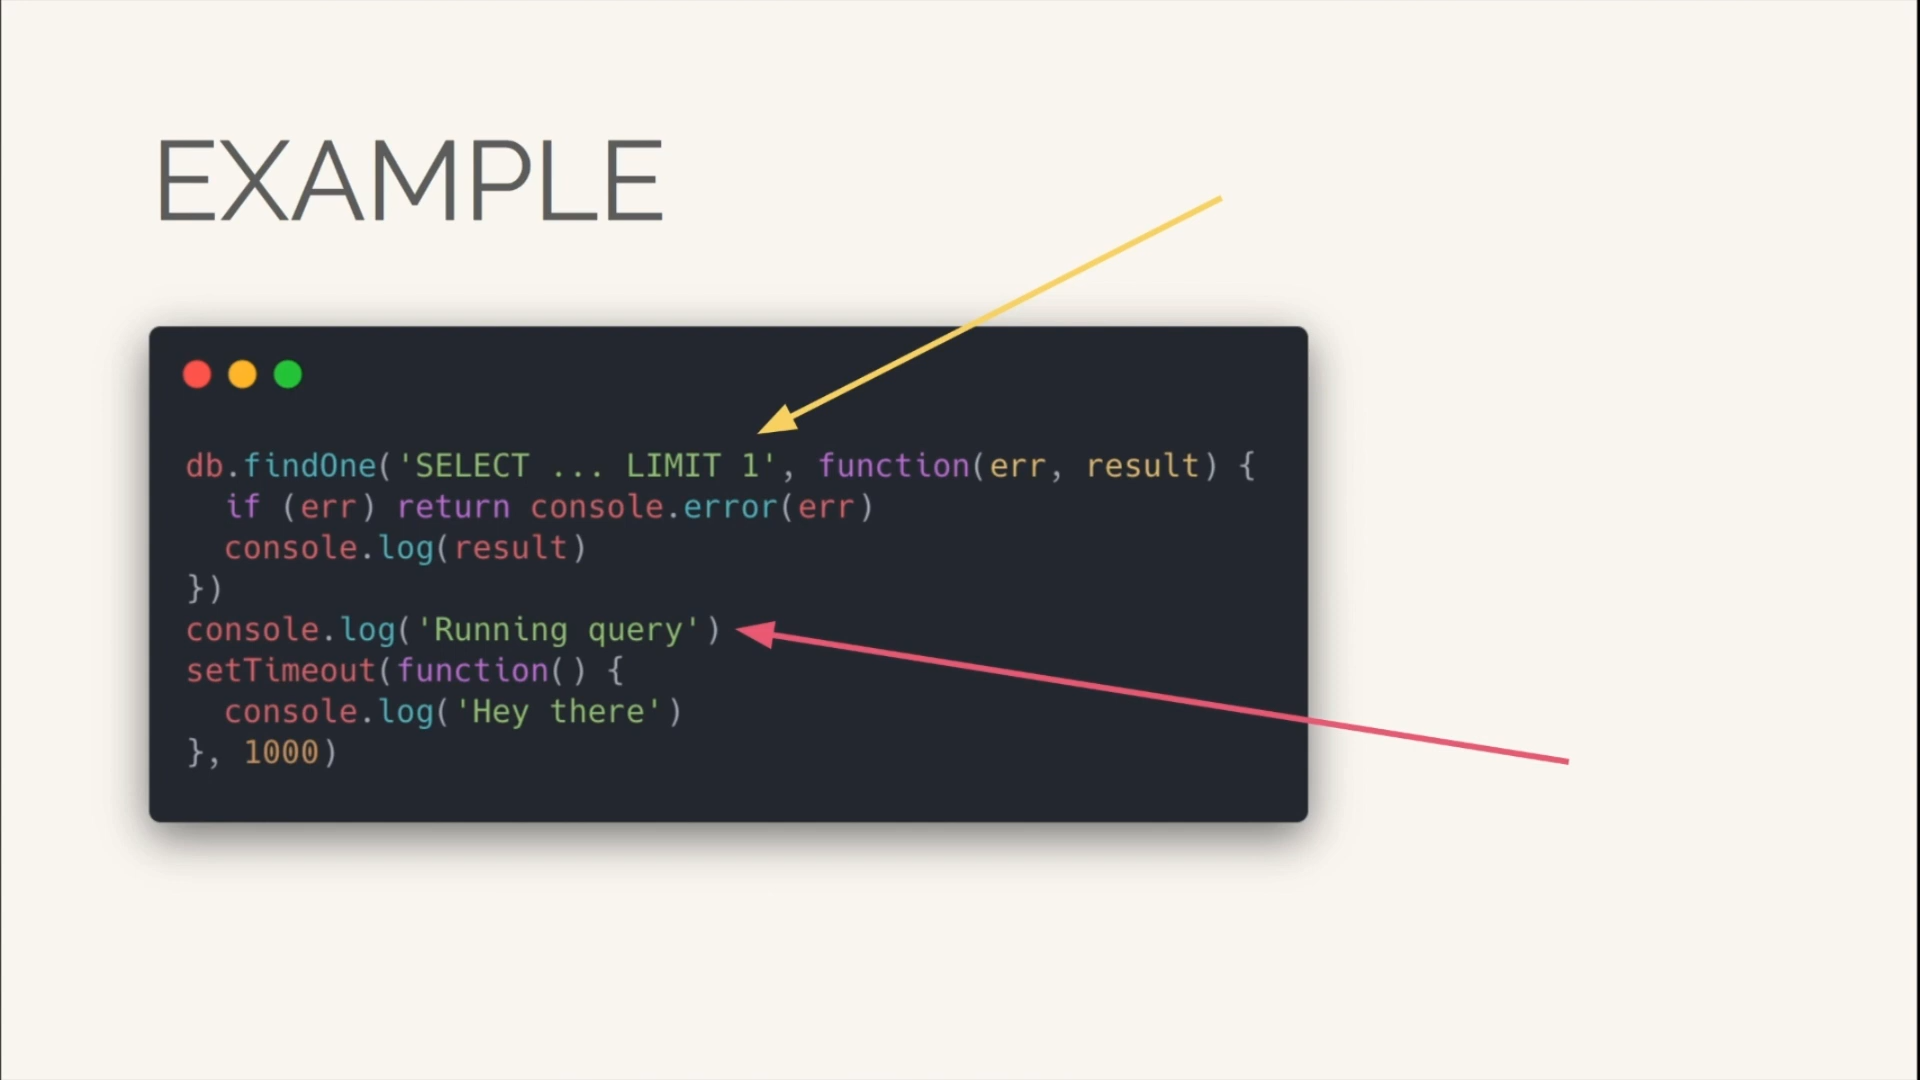 EXAMPLE
db.findOne('SELECT ... LIMIT 1', function(err, result) {
  if (err) return console.error(err)
  console.log(result)
})
console.log('Running query')
setTimeout(function() {
  console.log('Hey there')
}, 1000)